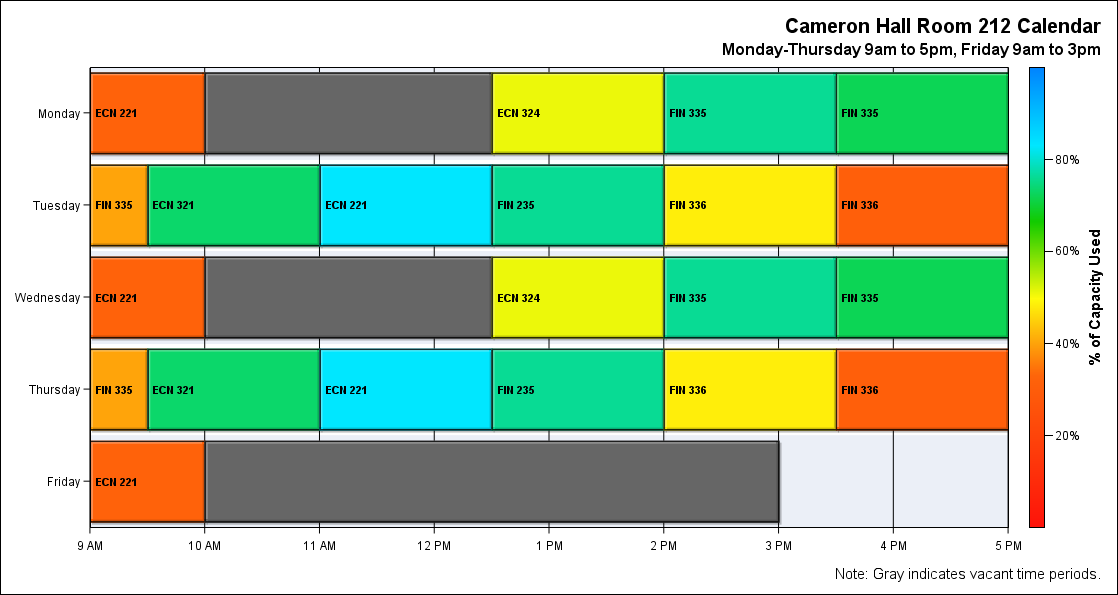 Cameron Hall Room 212 Calendar
Monday-Thursday 9am to 5pm, Friday 9am to 3pm
Monday
ECN 221
ECN 324
FIN 335
FIN 335
Tuesday
FIN 335
ECN 321
ECN 221
FIN 235
FIN 336
FIN 336
Wednesday
ECN 221
ECN 324
FIN 335
FIN 335
Thursday
FIN 335
ECN 321
ECN 221
FIN 235
FIN 336
FIN 336
Friday
ECN 221
9 AM
10 AM
11 AM
12 PM
1 PM
2 PM
3 PM
4 PM
5 PM
80%
60%
40%
20%
% of Capacity Used
Note: Gray indicates vacant time periods.